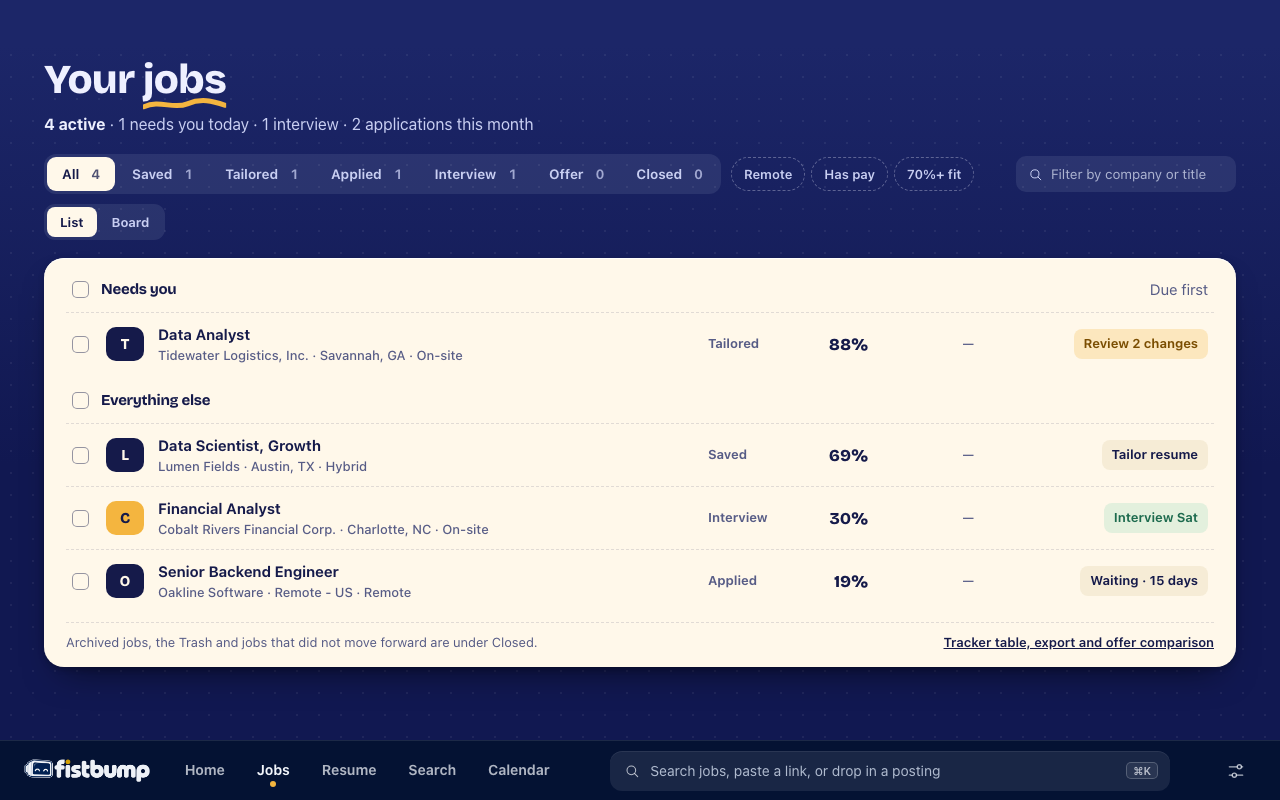 Your jobs
4 active · 1 needs you today · 1 interview · 2 applications this month
All 4 Saved 1 Tailored 1 Applied 1 Interview 1 Offer 0 Closed 0 Remote Has pay 70%+ fit Filter by company or title
List Board
Needs you Due first
T Data Analyst Tailored 88% – Review 2 changes
Tidewater Logistics, Inc. · Savannah, GA · On-site
Everything else
L Data Scientist, Growth Saved 69% – Tailor resume
Lumen Fields · Austin, TX · Hybrid
C Financial Analyst Interview 30% – Interview Sat
Cobalt Rivers Financial Corp. · Charlotte, NC · On-site
O Senior Backend Engineer Applied 19% – Waiting · 15 days
Oakline Software · Remote - US · Remote
Archived jobs, the Trash and jobs that did not move forward are under Closed. Tracker table, export and offer comparison
fistbump Home Jobs Resume Search Calendar Search jobs, paste a link, or drop in a posting ⌘K